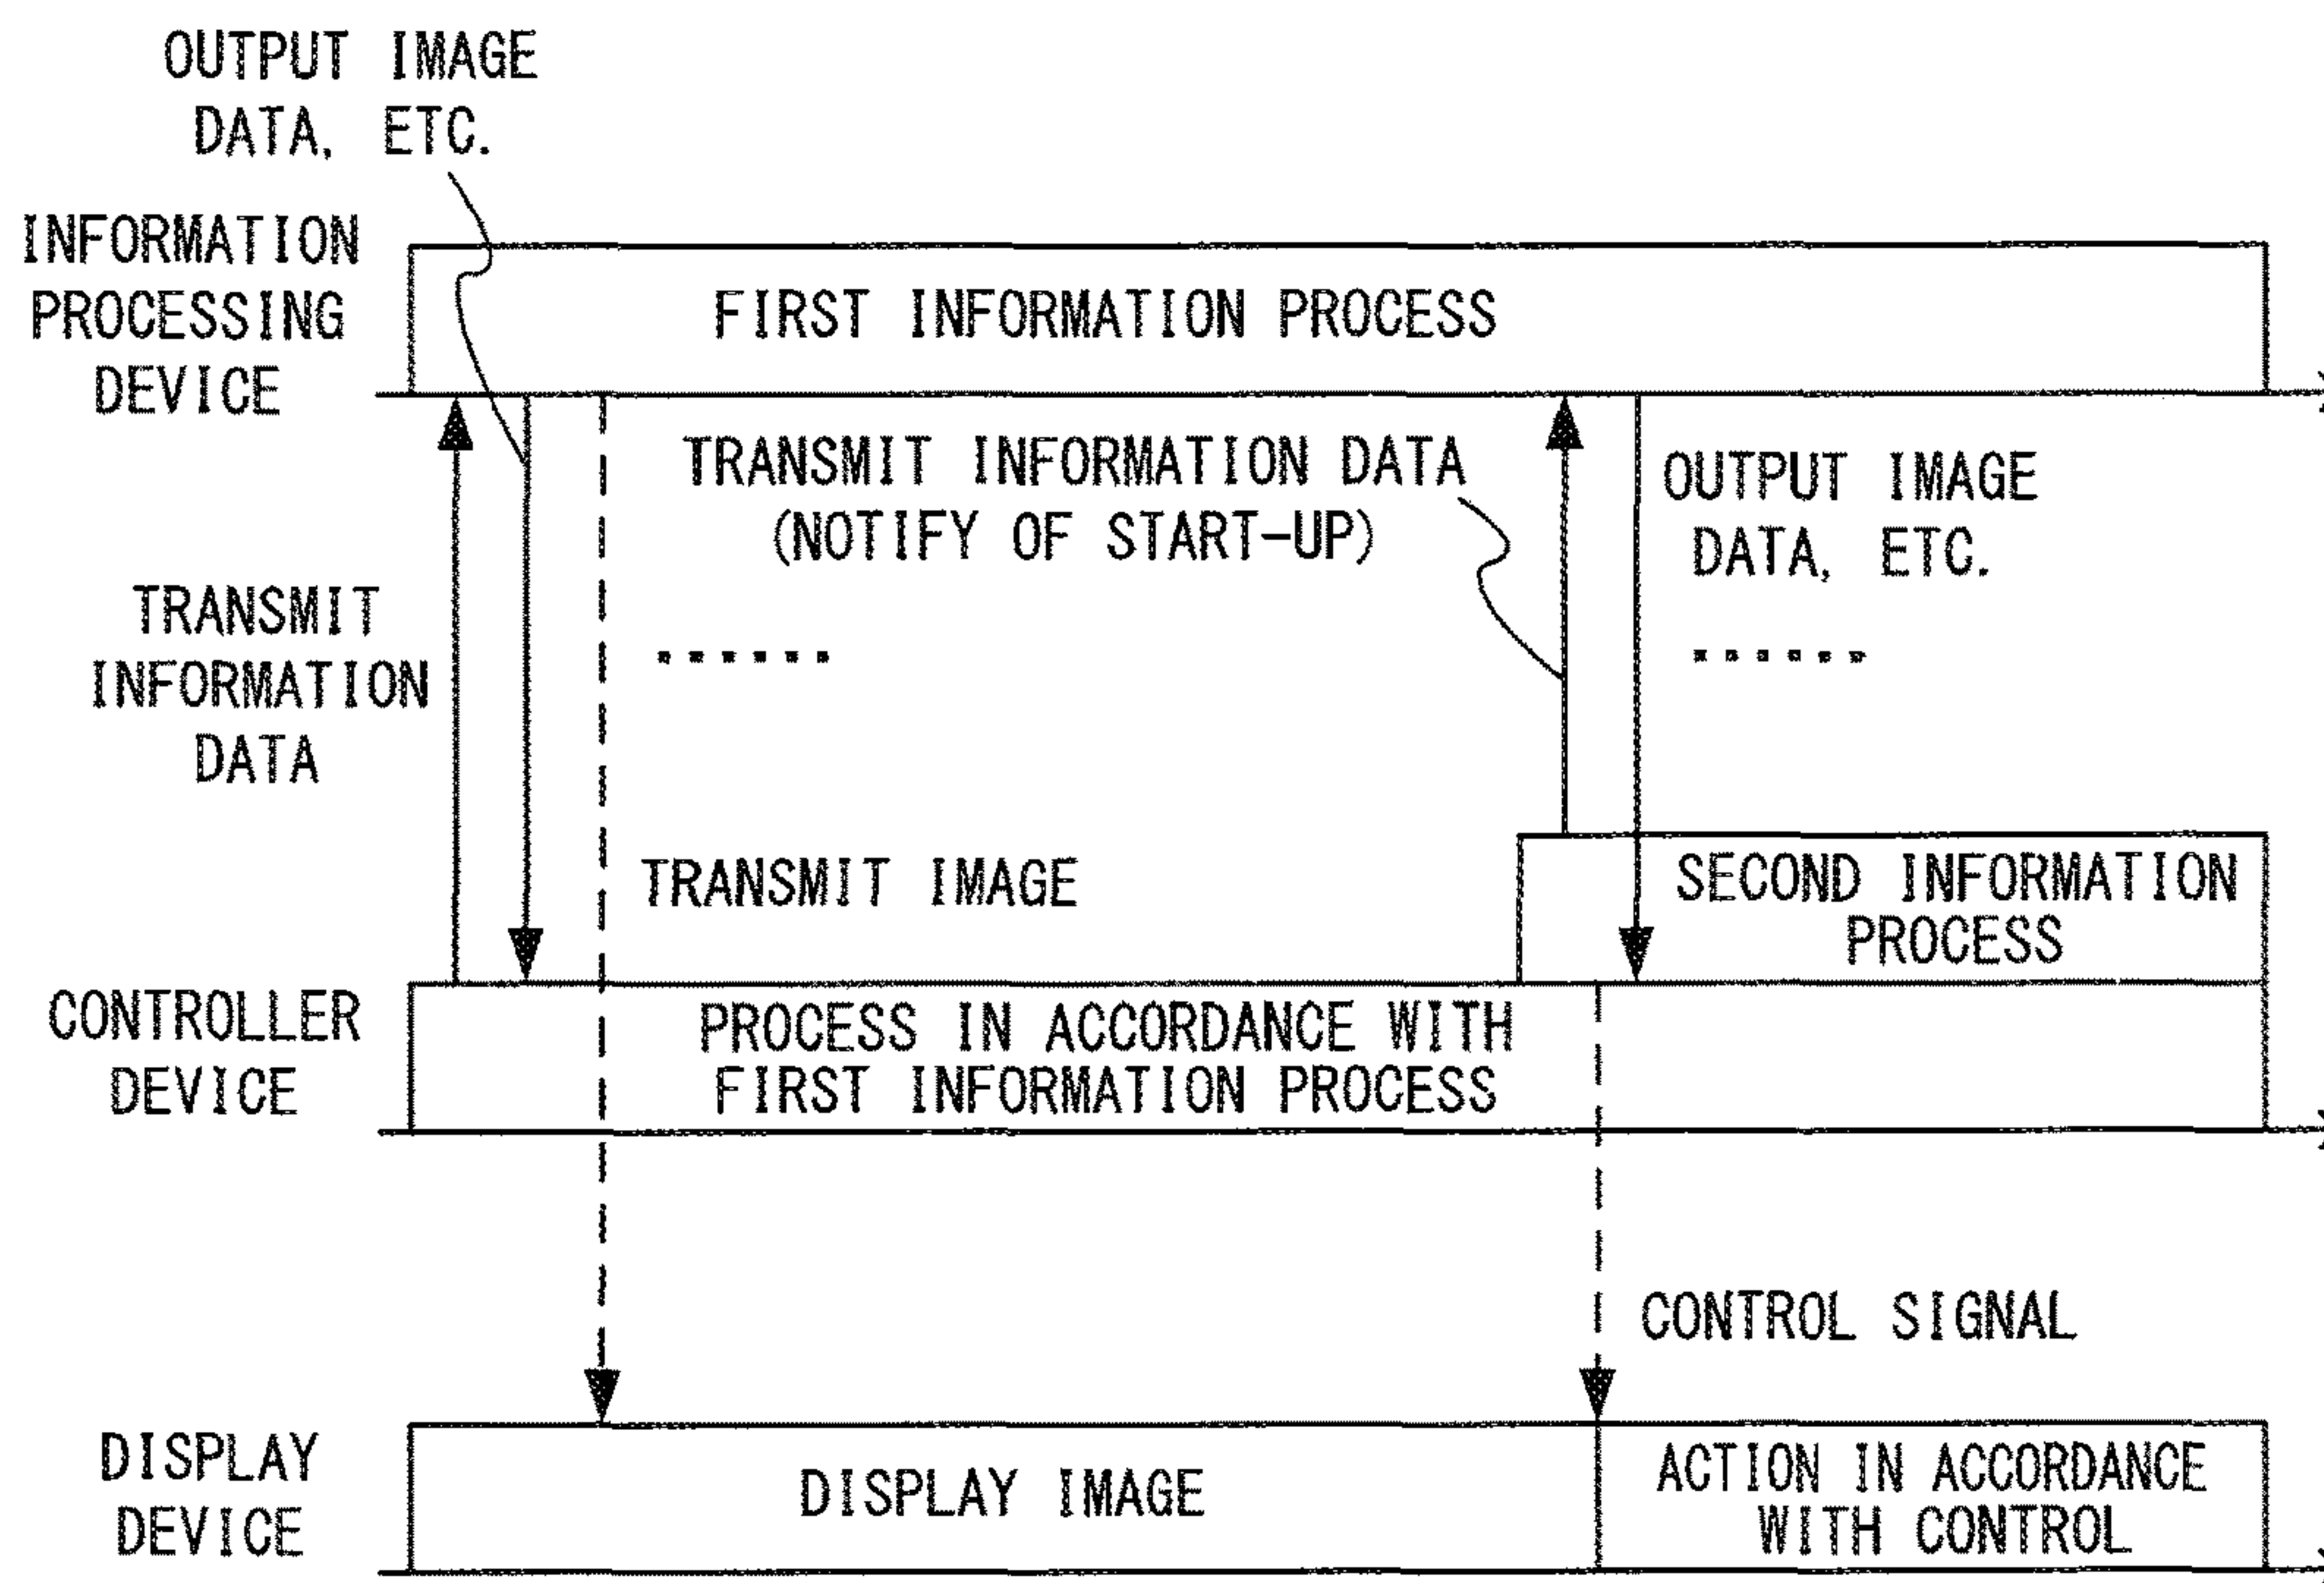 OUTPUT IMAGE
DATA, ETC.
INFORMATION
PROCESSING
DEVICE
FIRST INFORMATION PROCESS
TRANSMIT INFORMATION DATA
(NOTIFY OF START-UP)
OUTPUT IMAGE
DATA, ETC.
TRANSMIT
INFORMATION
DATA
TRANSMIT IMAGE
SECOND INFORMATION
PROCESS
CONTROLLER
DEVICE
PROCESS IN ACCORDANCE WITH
FIRST INFORMATION PROCESS
CONTROL SIGNAL
DISPLAY
DEVICE
DISPLAY IMAGE
ACTION IN ACCORDANCE
WITH CONTROL